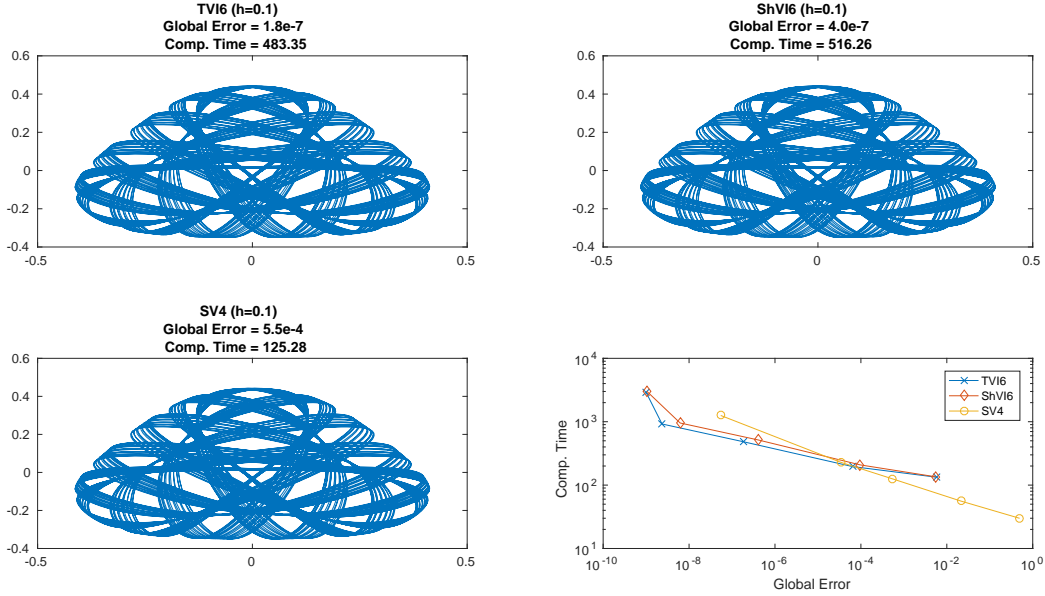 TVI6 (h=0.1)
Global Error = 1.8e-7
Comp. Time = 483.35
0.6
0.4
0.2
0
-0.2
-0.4
-0.5
0
0.5
ShVI6 (h=0.1)
Global Error = 4.0e-7
Comp. Time = 516.26
0.6
0.4
0.2
0
-0.2
-0.4
-0.5
0
0.5
SV4 (h=0.1)
Global Error = 5.5e-4
Comp. Time = 125.28
0.6
0.4
0.2
0
-0.2
-0.4
-0.5
0
0.5
10^4
10^3
10^2
10^1
Comp. Time
TVI6
ShVI6
SV4
10^-10
10^-8
10^-6
10^-4
10^-2
10^0
Global Error